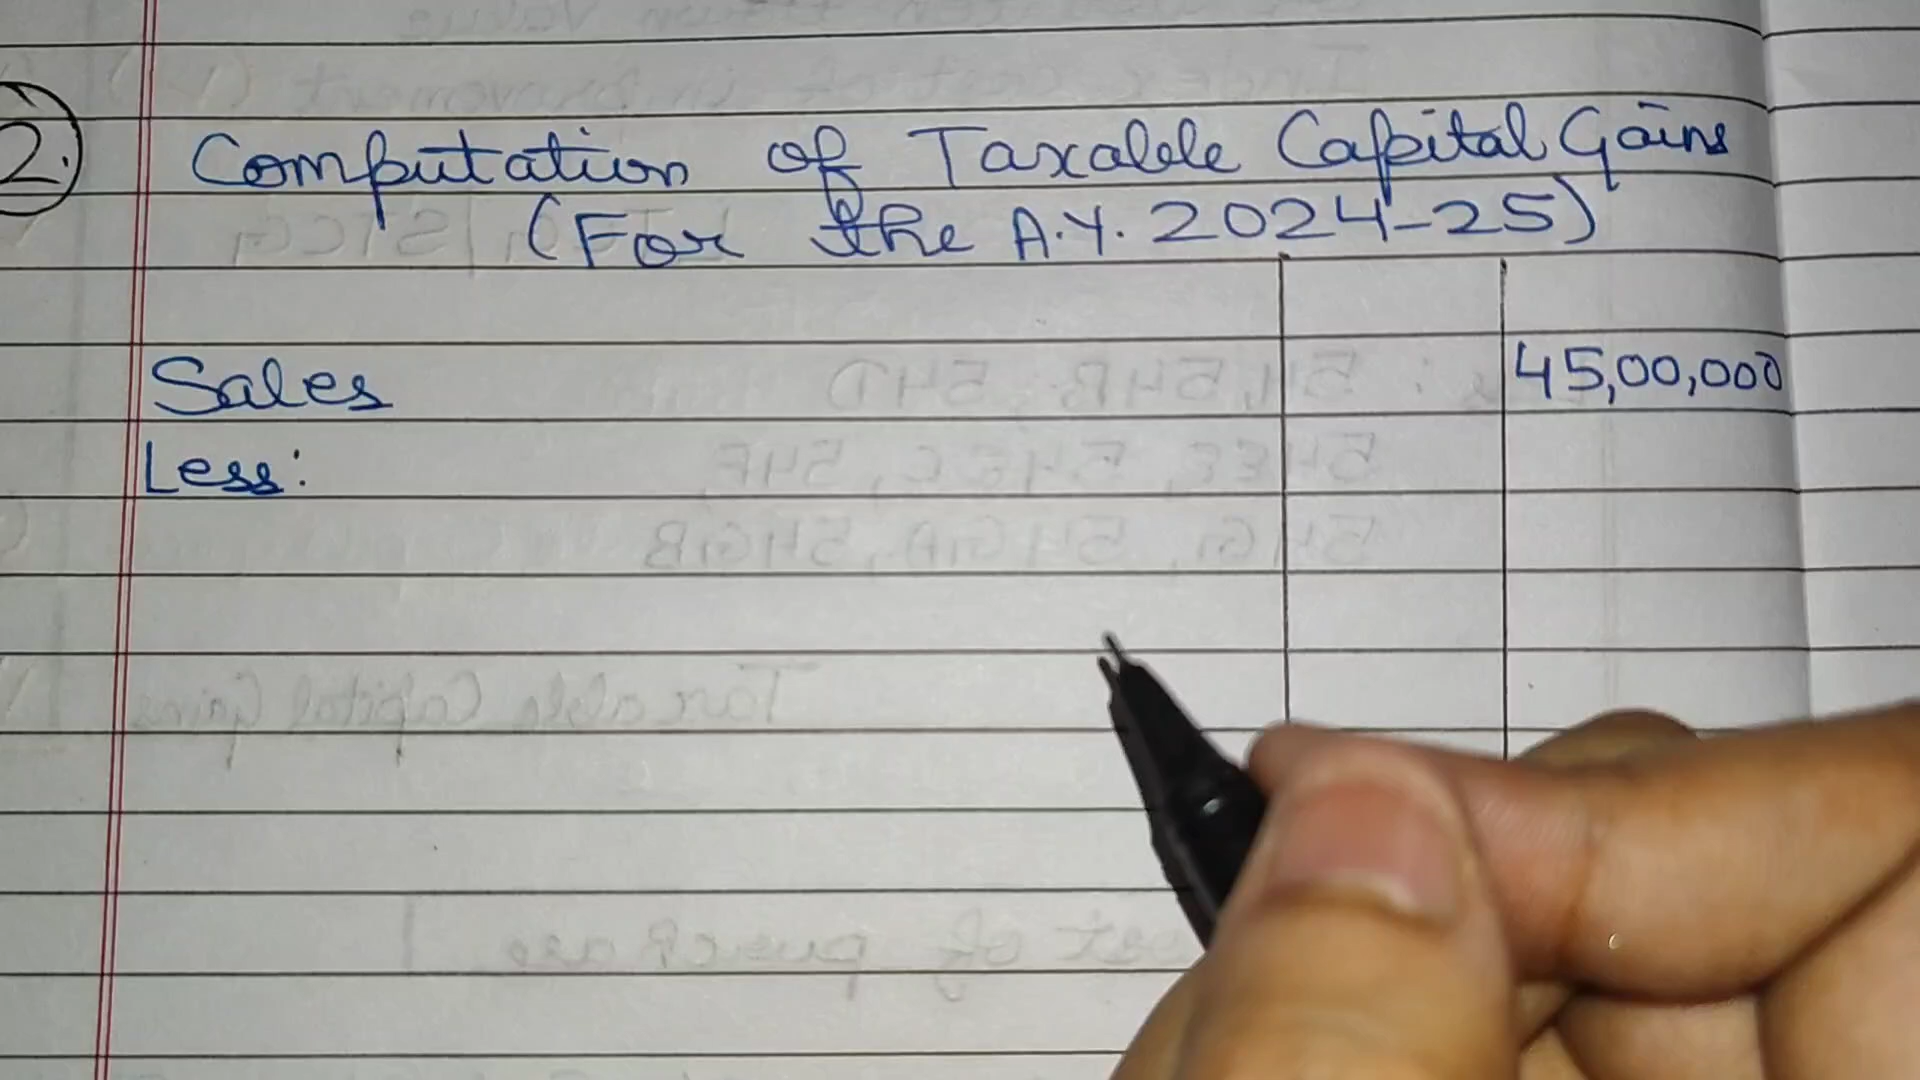 2. Computation of Taxable Capital Gains
(For the A.Y. 2024-25)
Sales 45,00,000
Less: